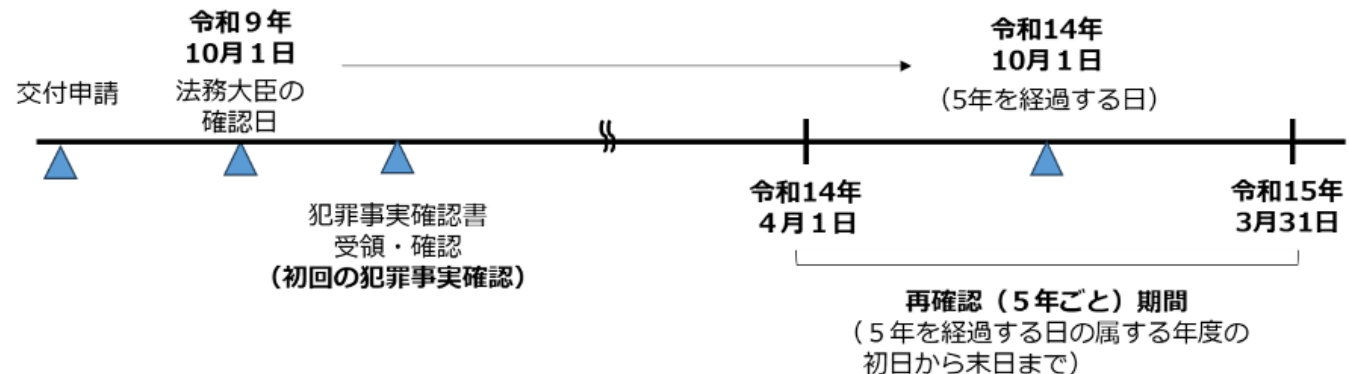 令和９年
10月１日
令和14年
10月１日
交付申請
法務大臣の
確認日
（5年を経過する日）
犯罪事実確認書
受領・確認
（初回の犯罪事実確認）
令和14年
４月１日
令和15年
3月31日
再確認（５年ごと）期間
（５年を経過する日の属する年度の
初日から末日まで）